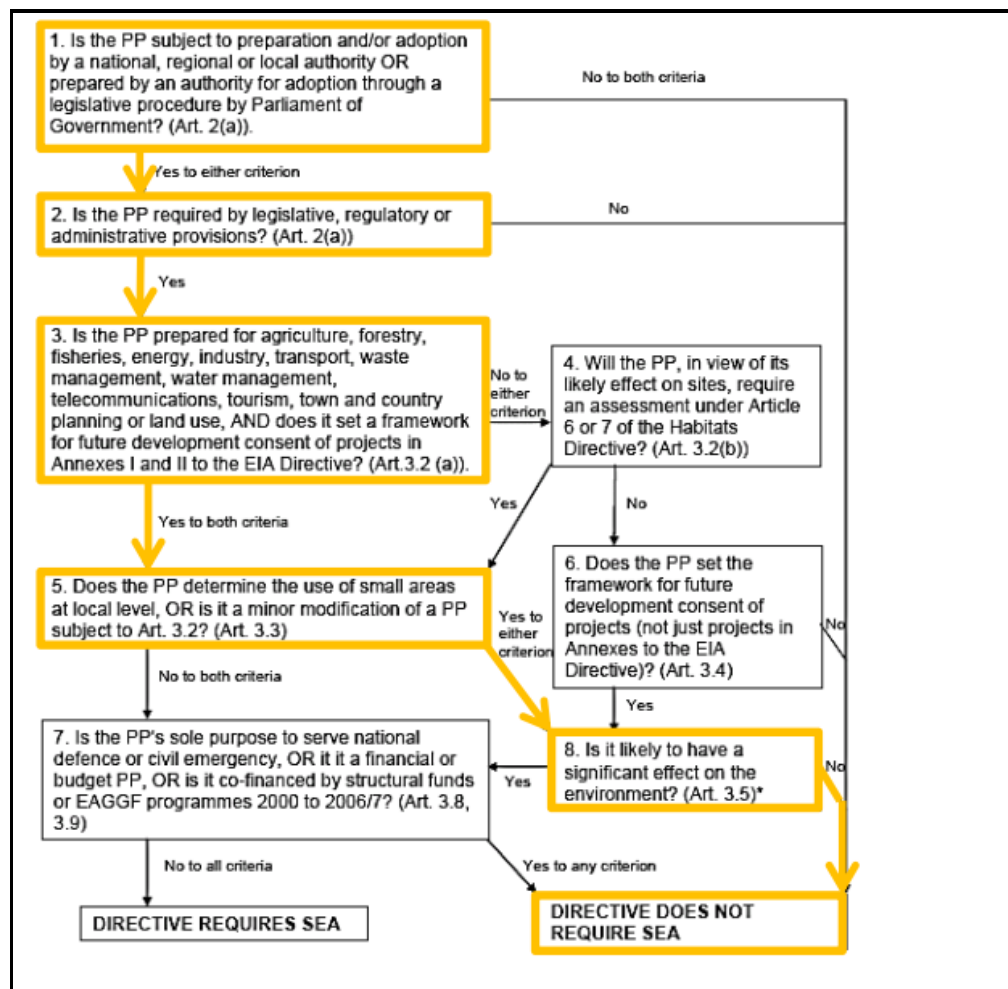 1. Is the PP subject to preparation and/or adoption
by a national, regional or local authority OR
prepared by an authority for adoption through a
legislative procedure by Parliament of
Government? (Art. 2(a)).
No to both criteria
Yes to either criterion
2. Is the PP required by legislative, regulatory or
administrative provisions? (Art. 2(a))
No
Yes
3. Is the PP prepared for agriculture, forestry,
fisheries, energy, industry, transport, waste
management, water management,
telecommunications, tourism, town and country
planning or land use, AND does it set a framework
for future development consent of projects in
Annexes I and II to the EIA Directive? (Art.3.2 (a)).
No to
either
criterion
4. Will the PP, in view of its
likely effect on sites, require
an assessment under Article
6 or 7 of the Habitats
Directive? (Art. 3.2(b))
Yes to both criteria
Yes
No
5. Does the PP determine the use of small areas
at local level, OR is it a minor modification of a PP
subject to Art. 3.2? (Art. 3.3)
Yes to
either
criterion
6. Does the PP set the
framework for future
development consent of
projects (not just projects in
Annexes to the EIA
Directive)? (Art. 3.4)
No
No to both criteria
Yes
7. Is the PP's sole purpose to serve national
defence or civil emergency, OR it it a financial or
budget PP, OR is it co-financed by structural funds
or EAGGF programmes 2000 to 2006/7? (Art. 3.8,
3.9)
Yes
8. Is it likely to have a
significant effect on the
environment? (Art. 3.5)*
No
No to all criteria
Yes to any criterion
DIRECTIVE REQUIRES SEA
DIRECTIVE DOES NOT
REQUIRE SEA